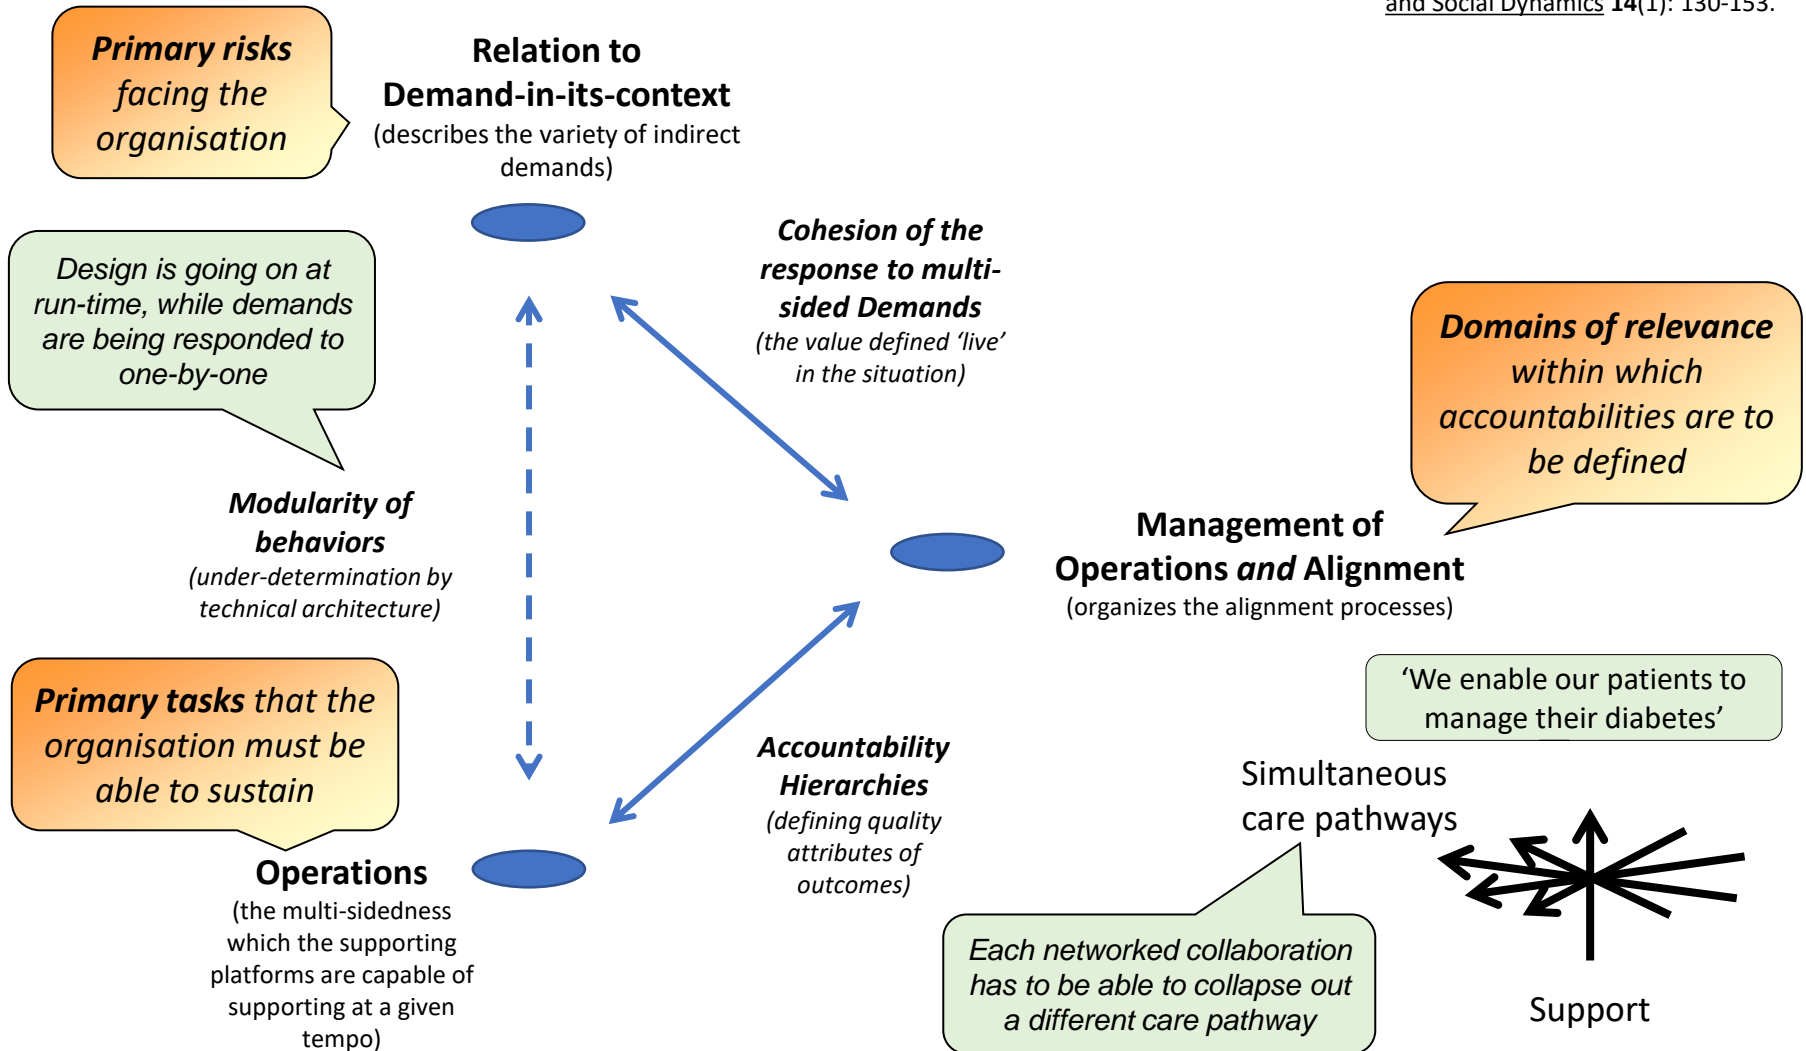 and Social Dynamics 14(1): 130-153.
Primary risks
facing the
organisation
Relation to
Demand-in-its-context
(describes the variety of indirect
demands)
Design is going on at
run-time, while demands
are being responded to
one-by-one
Cohesion of the
response to multi-
sided Demands
(the value defined ‘live’
in the situation)
Domains of relevance
within which
accountabilities are to
be defined
Modularity of
behaviors
(under-determination by
technical architecture)
Management of
Operations and Alignment
(organizes the alignment processes)
Primary tasks that the
organisation must be
able to sustain
Accountability
Hierarchies
(defining quality
attributes of
outcomes)
‘We enable our patients to
manage their diabetes’
Simultaneous
care pathways
Operations
(the multi-sidedness
which the supporting
platforms are capable of
supporting at a given
tempo)
Each networked collaboration
has to be able to collapse out
a different care pathway
Support